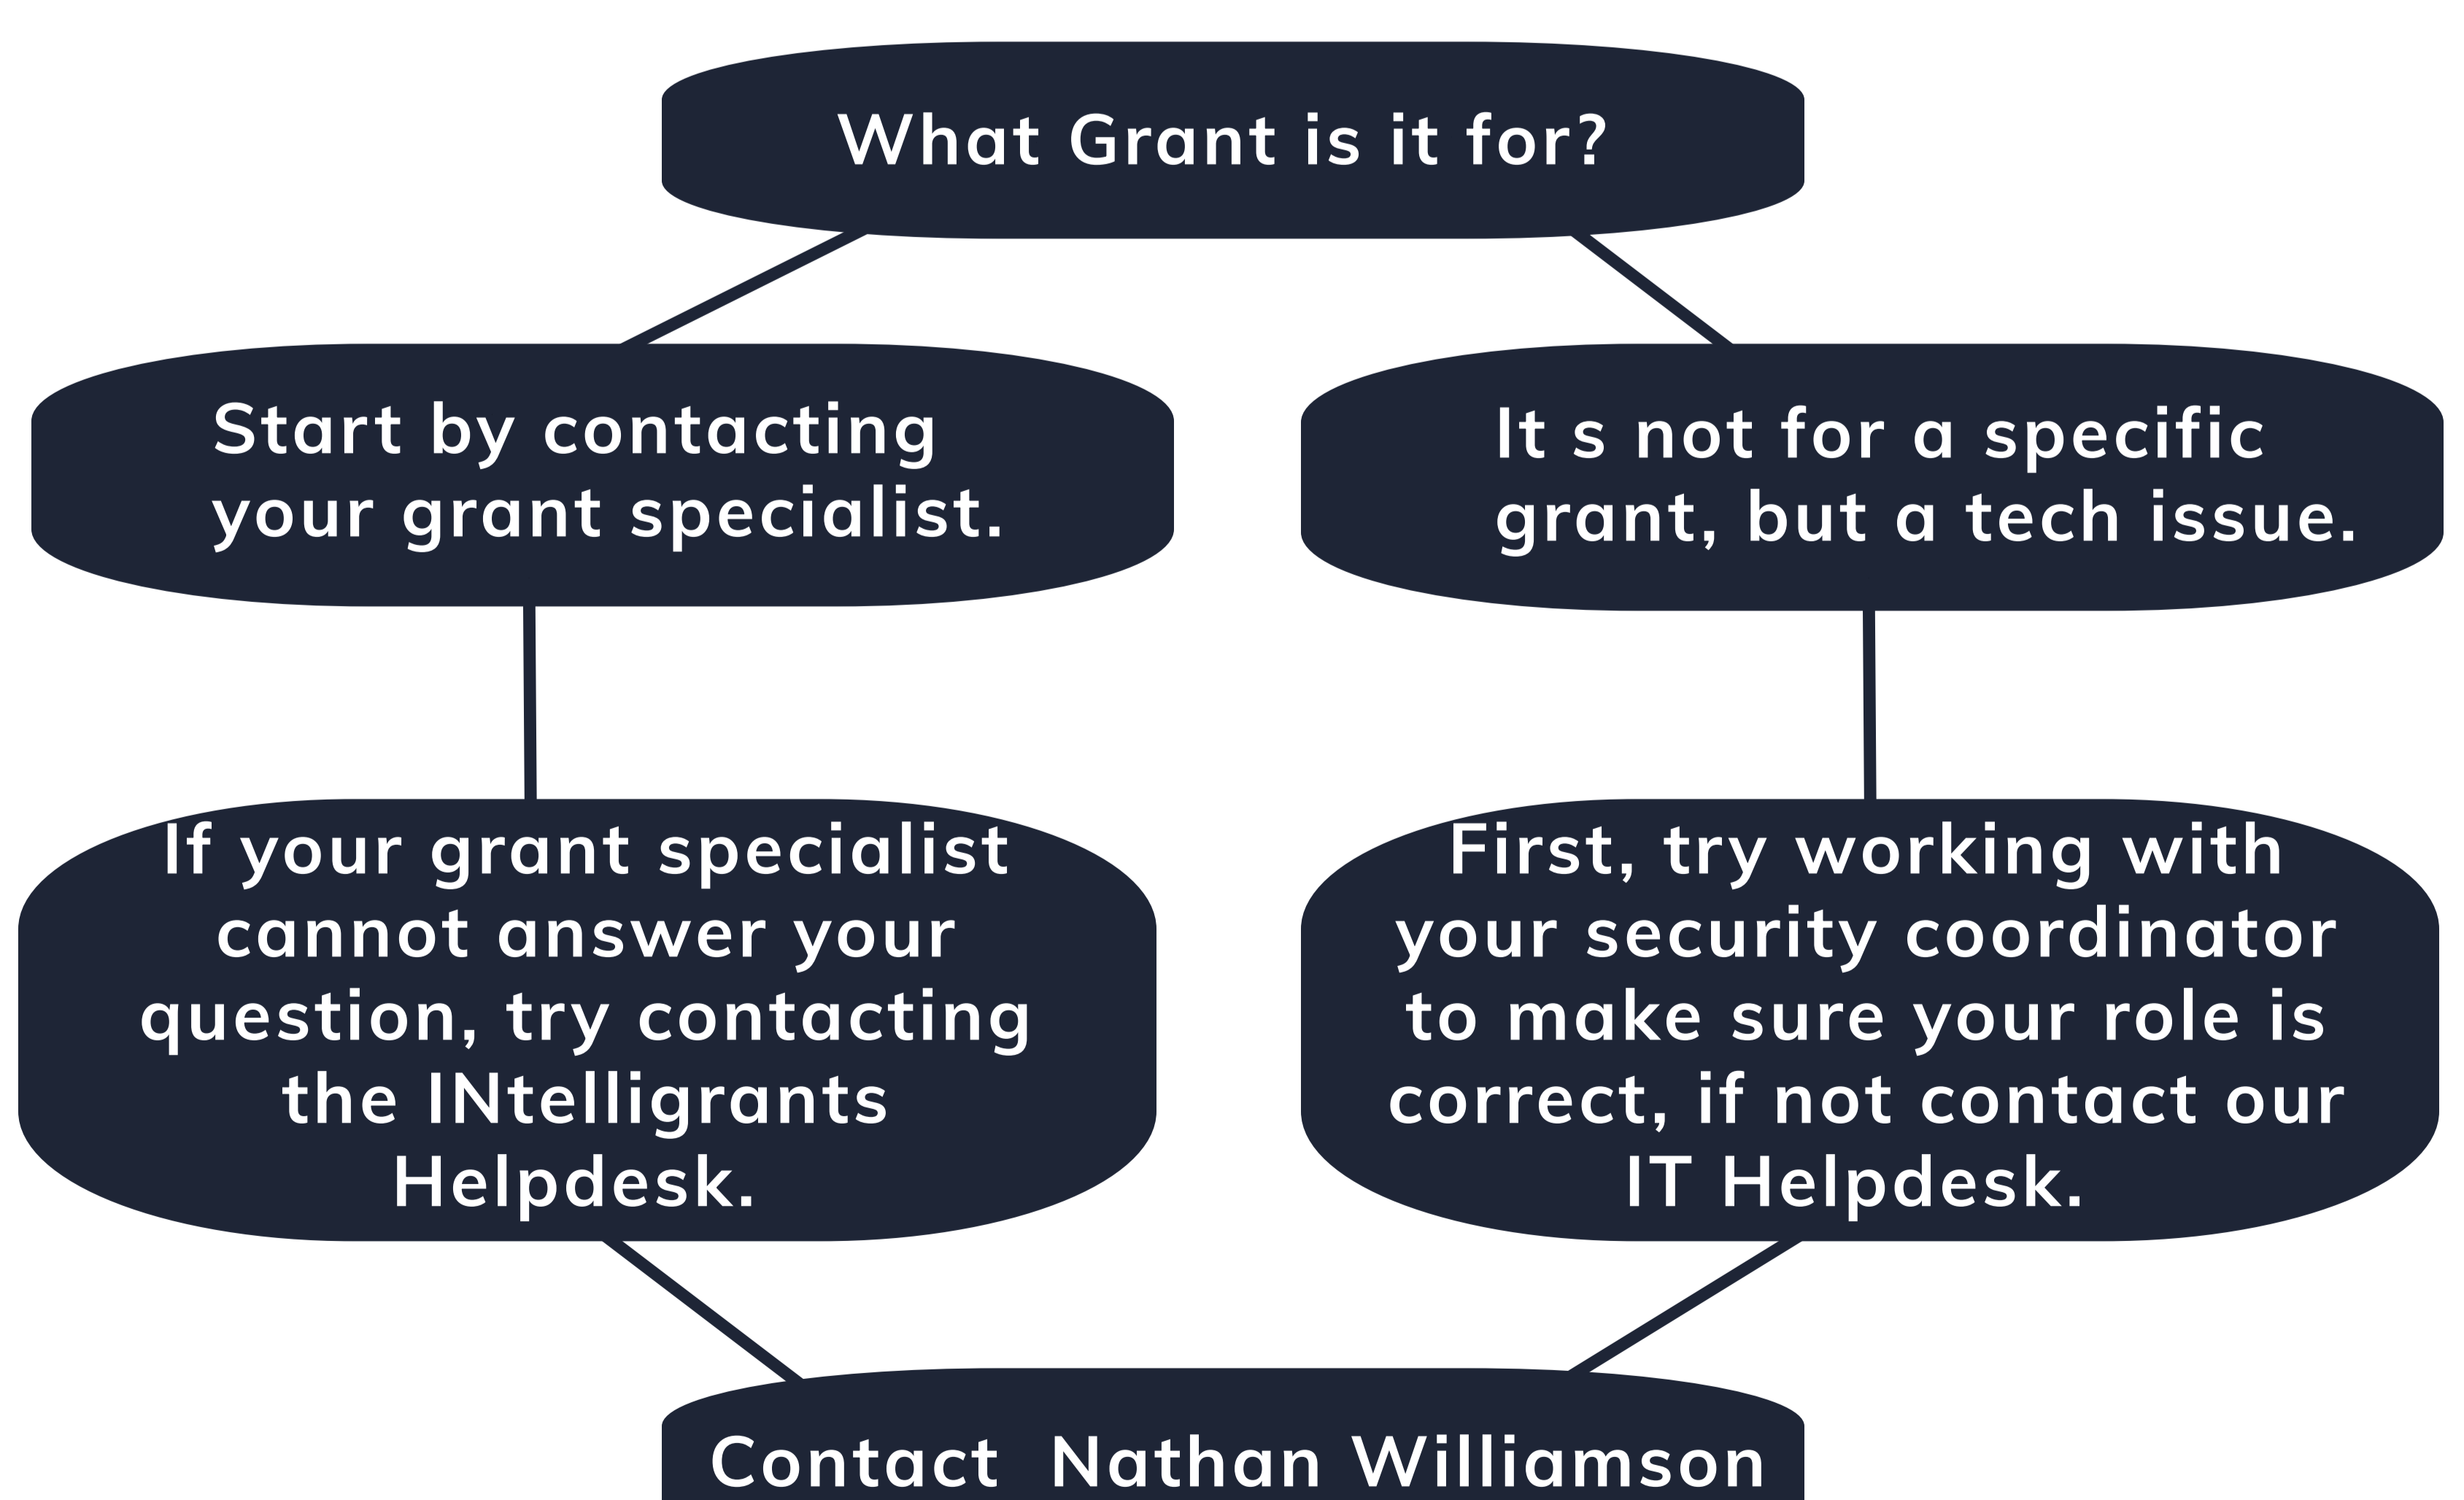 What Grant is it for?
Start by contacting
your grant specialist.
It s not for a specific
grant, but a tech issue.
If your grant specialist
cannot answer your
question, try contacting
the INtelligrants
Helpdesk.
First, try working with
your security coordinator
to make sure your role is
correct, if not contact our
IT Helpdesk.
Contact Nathan Williamson